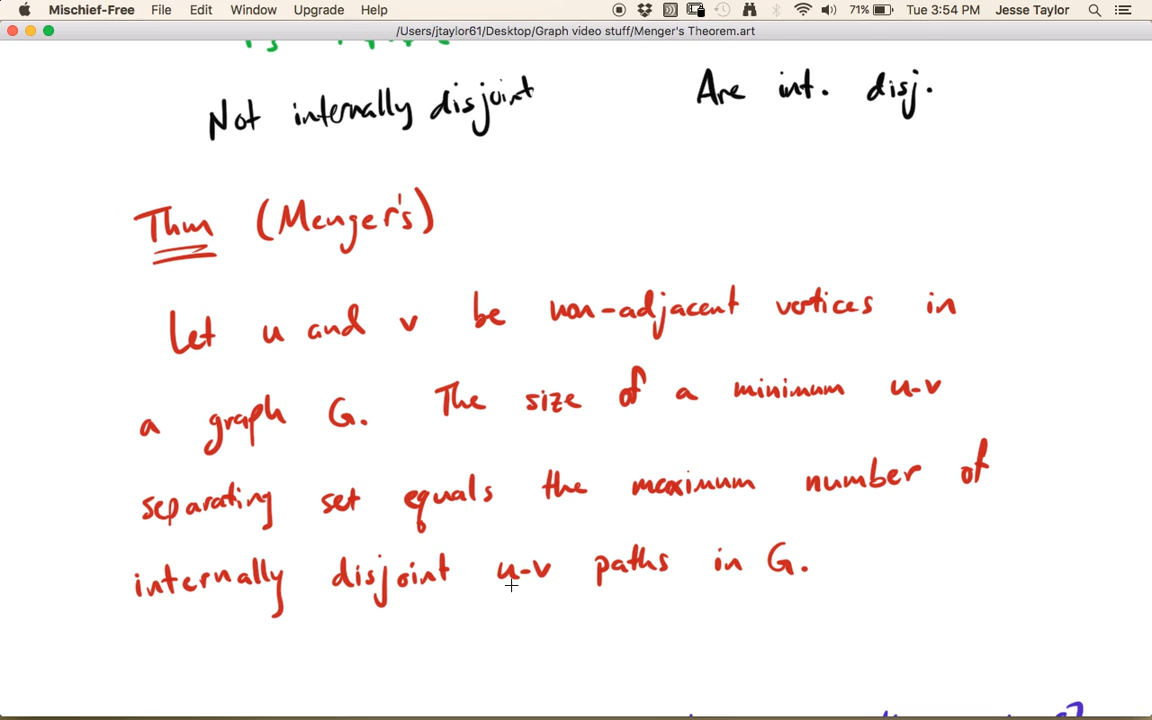 Mischief-Free File Edit Window Upgrade Help 71% Tue 3:54 PM Jesse Taylor
/Users/jtaylor61/Desktop/Graph video stuff/Menger's Theorem.art
Not internally disjoint Are int. disj.
Thm (Menger's)
Let u and v be non-adjacent vertices in
a graph G. The size of a minimum u-v
separating set equals the maximum number of
internally disjoint u-v paths in G.